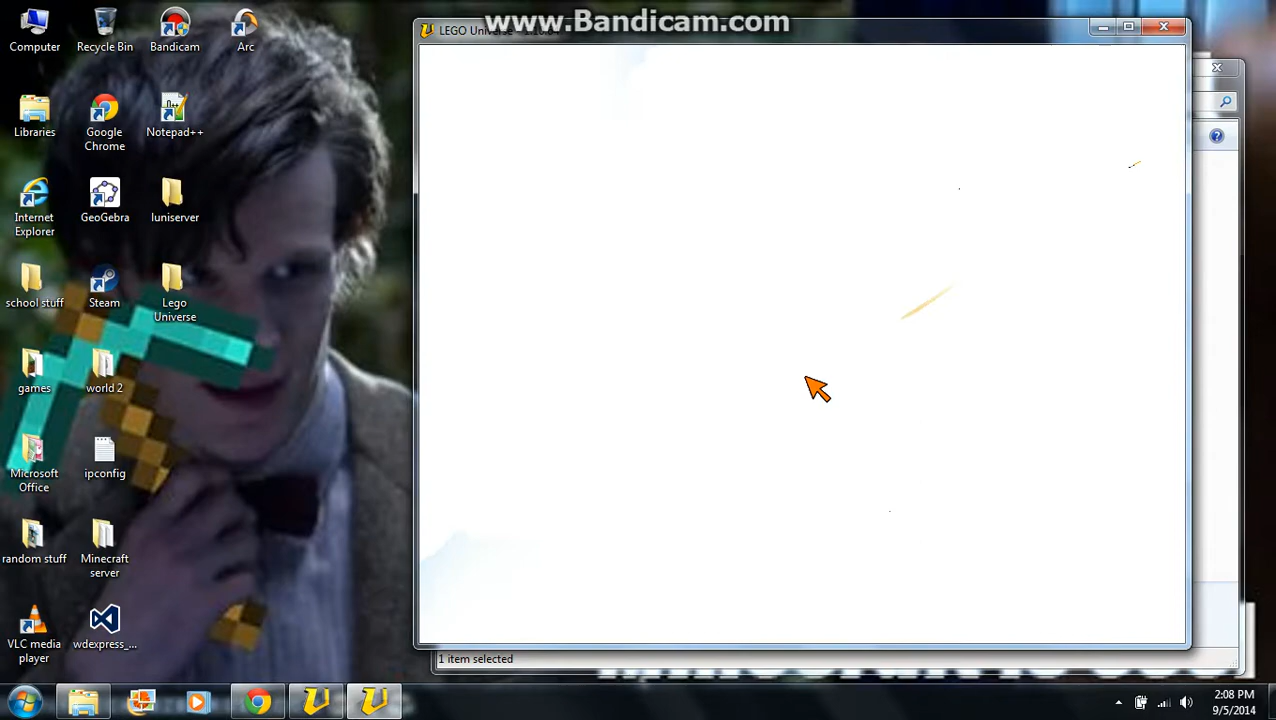 www.Bandicam.com
LEGO Universe
Computer
Recycle Bin
Bandicam
Arc
Libraries
Google
Chrome
Notepad++
Internet
Explorer
GeoGebra
luniserver
school stuff
Steam
Lego
Universe
games
world 2
Microsoft
Office
ipconfig
random stuff
Minecraft
server
VLC media
player
wdexpress_...
1 item selected
2:08 PM
9/5/2014